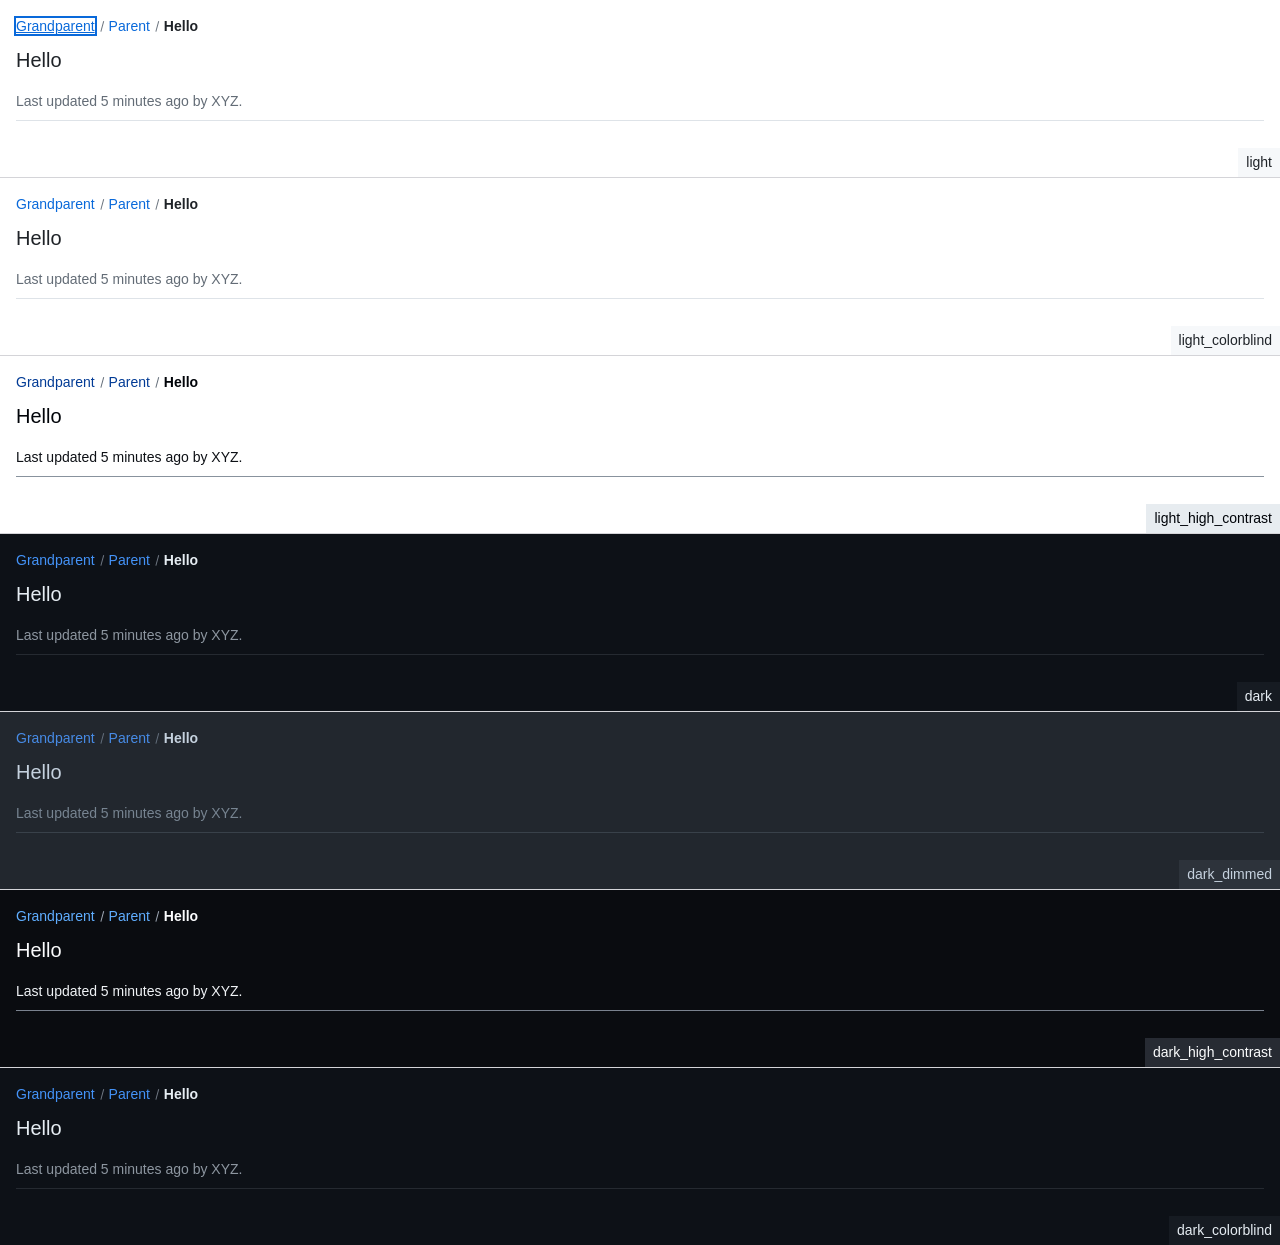 Grandparent / Parent / Hello
Hello
Last updated 5 minutes ago by XYZ.
light
Grandparent / Parent / Hello
Hello
Last updated 5 minutes ago by XYZ.
light_colorblind
Grandparent / Parent / Hello
Hello
Last updated 5 minutes ago by XYZ.
light_high_contrast
Grandparent / Parent / Hello
Hello
Last updated 5 minutes ago by XYZ.
dark
Grandparent / Parent / Hello
Hello
Last updated 5 minutes ago by XYZ.
dark_dimmed
Grandparent / Parent / Hello
Hello
Last updated 5 minutes ago by XYZ.
dark_high_contrast
Grandparent / Parent / Hello
Hello
Last updated 5 minutes ago by XYZ.
dark_colorblind